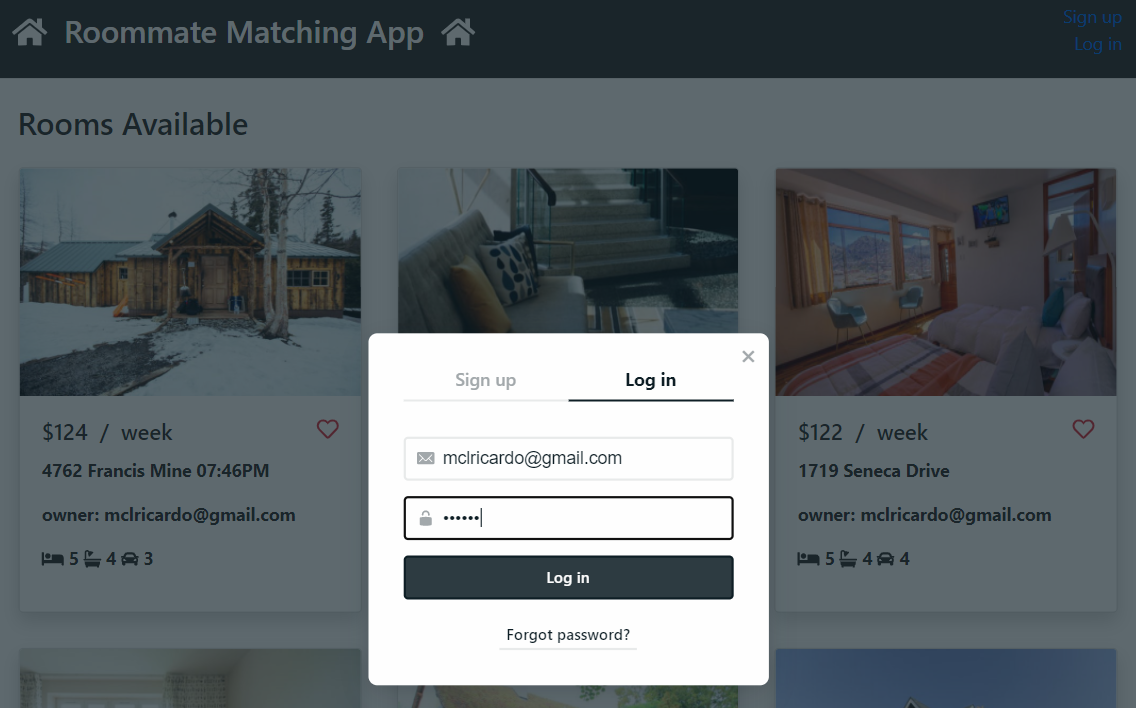 Roommate Matching App
Sign up
Log in
Rooms Available
Sign up
Log in
mclricardo@gmail.com
••••••
Log in
Forgot password?
$124 / week
4762 Francis Mine 07:46PM
owner: mclricardo@gmail.com
5 4 3
$122 / week
1719 Seneca Drive
owner: mclricardo@gmail.com
5 4 4